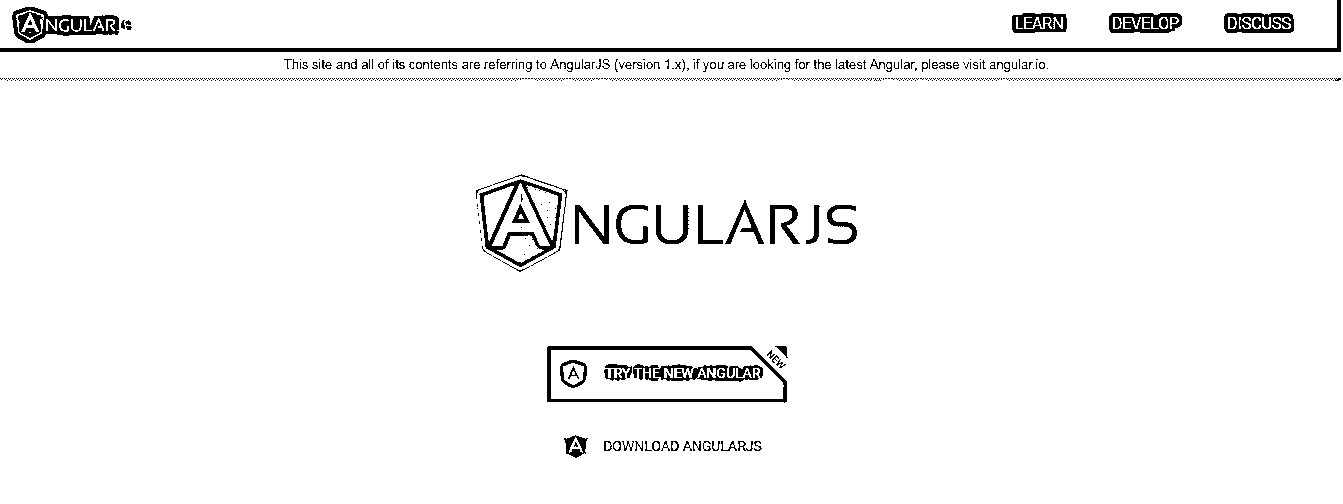 ANGULARJS
LEARN
DEVELOP
DISCUSS
This site and all of its contents are referring to AngularJS (version 1.x), if you are looking for the latest Angular, please visit angular.io.
ANGULARJS
TRY THE NEW ANGULAR
NEW
DOWNLOAD ANGULARJS